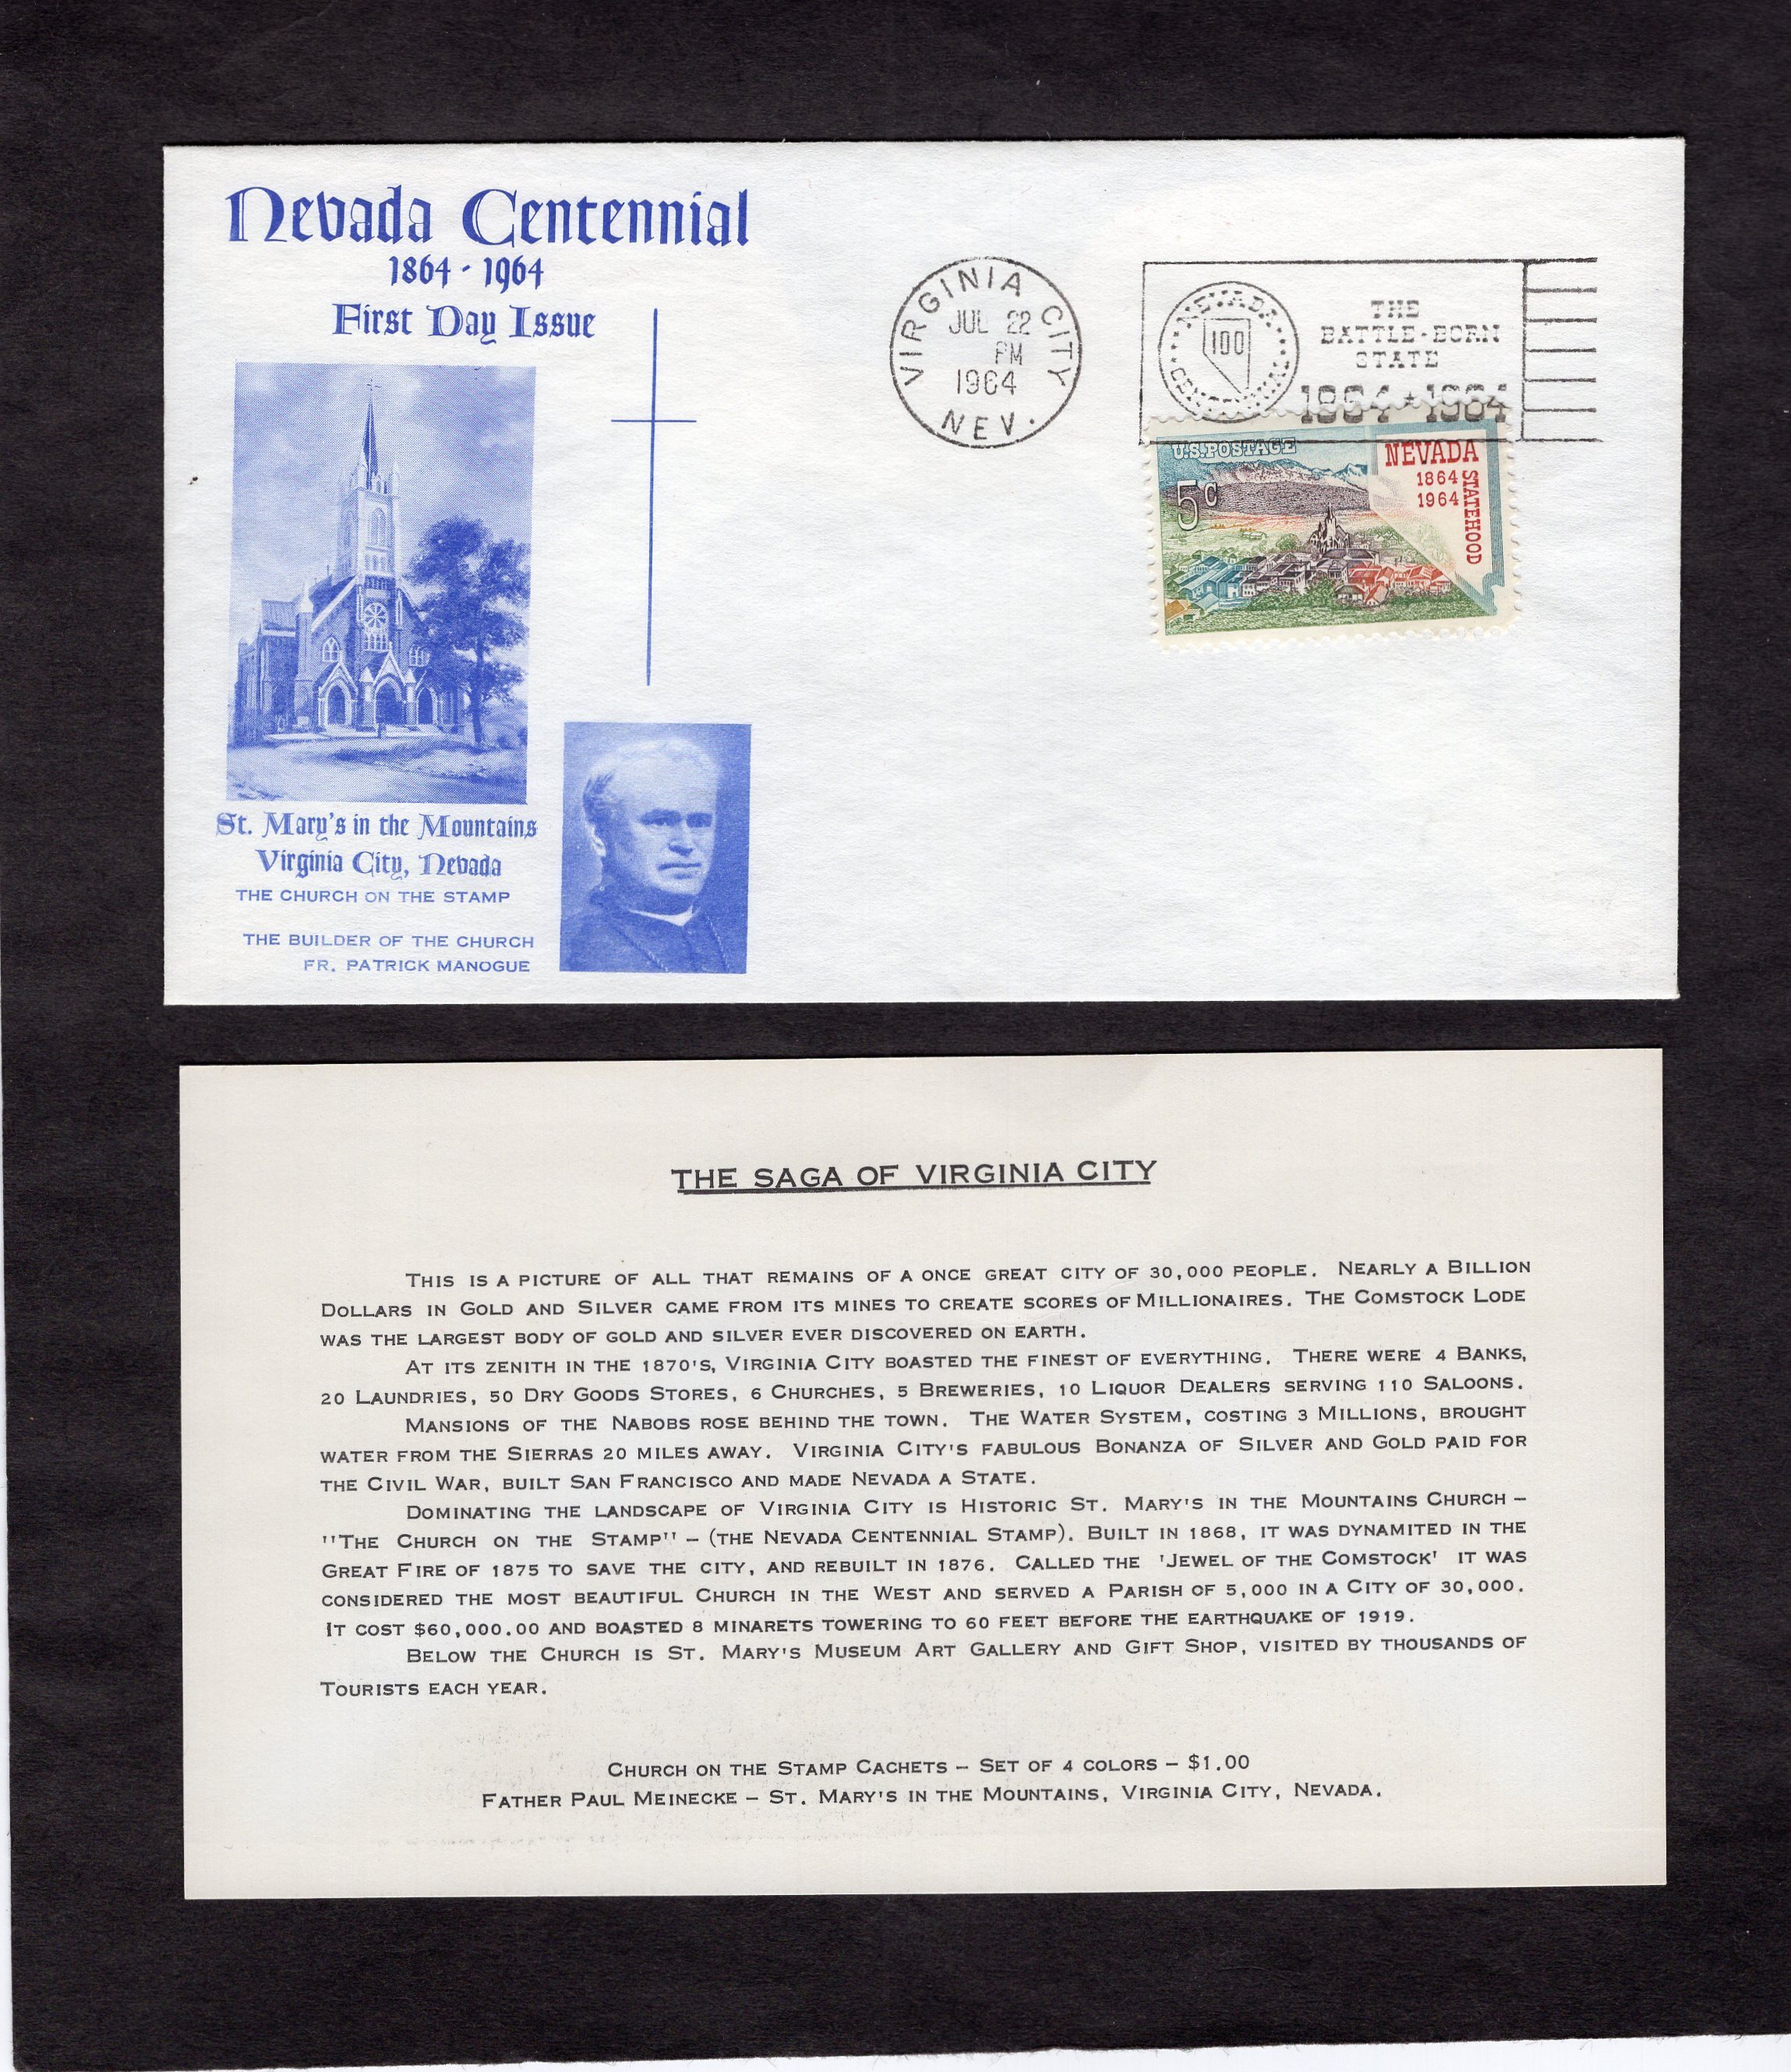 Nevada Centennial
1864 - 1964
First Day Issue
St. Mary's in the Mountains
Virginia City, Nevada
THE CHURCH ON THE STAMP
THE BUILDER OF THE CHURCH
FR. PATRICK MANOGUE
VIRGINIA CITY
JUL 22
PM
1964
NEV.
NEVADA
100
CENTENNIAL
THE
BATTLE-BORN
STATE
1864 ★ 1964
U.S. POSTAGE
5c
NEVADA
1864
1964
STATEHOOD
THE SAGA OF VIRGINIA CITY
THIS IS A PICTURE OF ALL THAT REMAINS OF A ONCE GREAT CITY OF 30,000 PEOPLE. NEARLY A BILLION
DOLLARS IN GOLD AND SILVER CAME FROM ITS MINES TO CREATE SCORES OF MILLIONAIRES. THE COMSTOCK LODE
WAS THE LARGEST BODY OF GOLD AND SILVER EVER DISCOVERED ON EARTH.
AT ITS ZENITH IN THE 1870'S, VIRGINIA CITY BOASTED THE FINEST OF EVERYTHING. THERE WERE 4 BANKS,
20 LAUNDRIES, 50 DRY GOODS STORES, 6 CHURCHES, 5 BREWERIES, 10 LIQUOR DEALERS SERVING 110 SALOONS.
MANSIONS OF THE NABOBS ROSE BEHIND THE TOWN. THE WATER SYSTEM, COSTING 3 MILLIONS, BROUGHT
WATER FROM THE SIERRAS 20 MILES AWAY. VIRGINIA CITY'S FABULOUS BONANZA OF SILVER AND GOLD PAID FOR
THE CIVIL WAR, BUILT SAN FRANCISCO AND MADE NEVADA A STATE.
DOMINATING THE LANDSCAPE OF VIRGINIA CITY IS HISTORIC ST. MARY'S IN THE MOUNTAINS CHURCH –
''THE CHURCH ON THE STAMP'' – (THE NEVADA CENTENNIAL STAMP). BUILT IN 1868, IT WAS DYNAMITED IN THE
GREAT FIRE OF 1875 TO SAVE THE CITY, AND REBUILT IN 1876. CALLED THE 'JEWEL OF THE COMSTOCK' IT WAS
CONSIDERED THE MOST BEAUTIFUL CHURCH IN THE WEST AND SERVED A PARISH OF 5,000 IN A CITY OF 30,000.
IT COST $60,000.00 AND BOASTED 8 MINARETS TOWERING TO 60 FEET BEFORE THE EARTHQUAKE OF 1919.
BELOW THE CHURCH IS ST. MARY'S MUSEUM ART GALLERY AND GIFT SHOP, VISITED BY THOUSANDS OF
TOURISTS EACH YEAR.
CHURCH ON THE STAMP CACHETS – SET OF 4 COLORS – $1.00
FATHER PAUL MEINECKE – ST. MARY'S IN THE MOUNTAINS, VIRGINIA CITY, NEVADA.